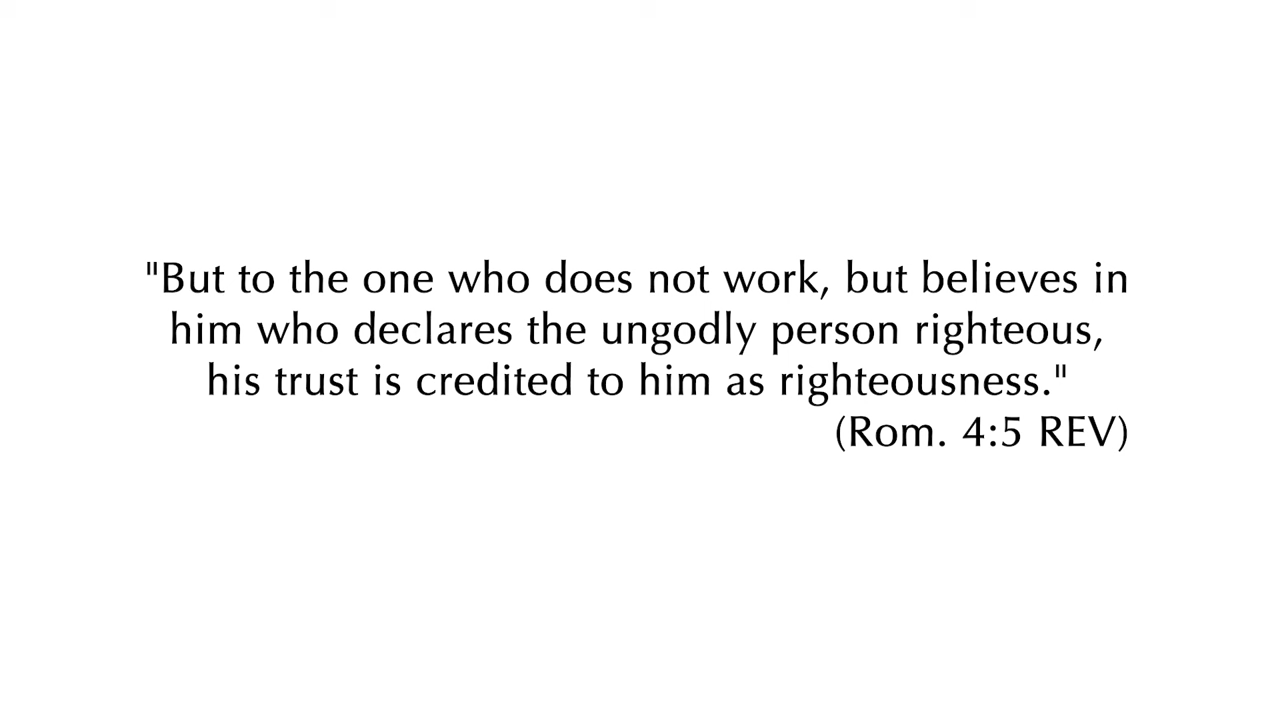 "But to the one who does not work, but believes in
him who declares the ungodly person righteous,
his trust is credited to him as righteousness."
(Rom. 4:5 REV)